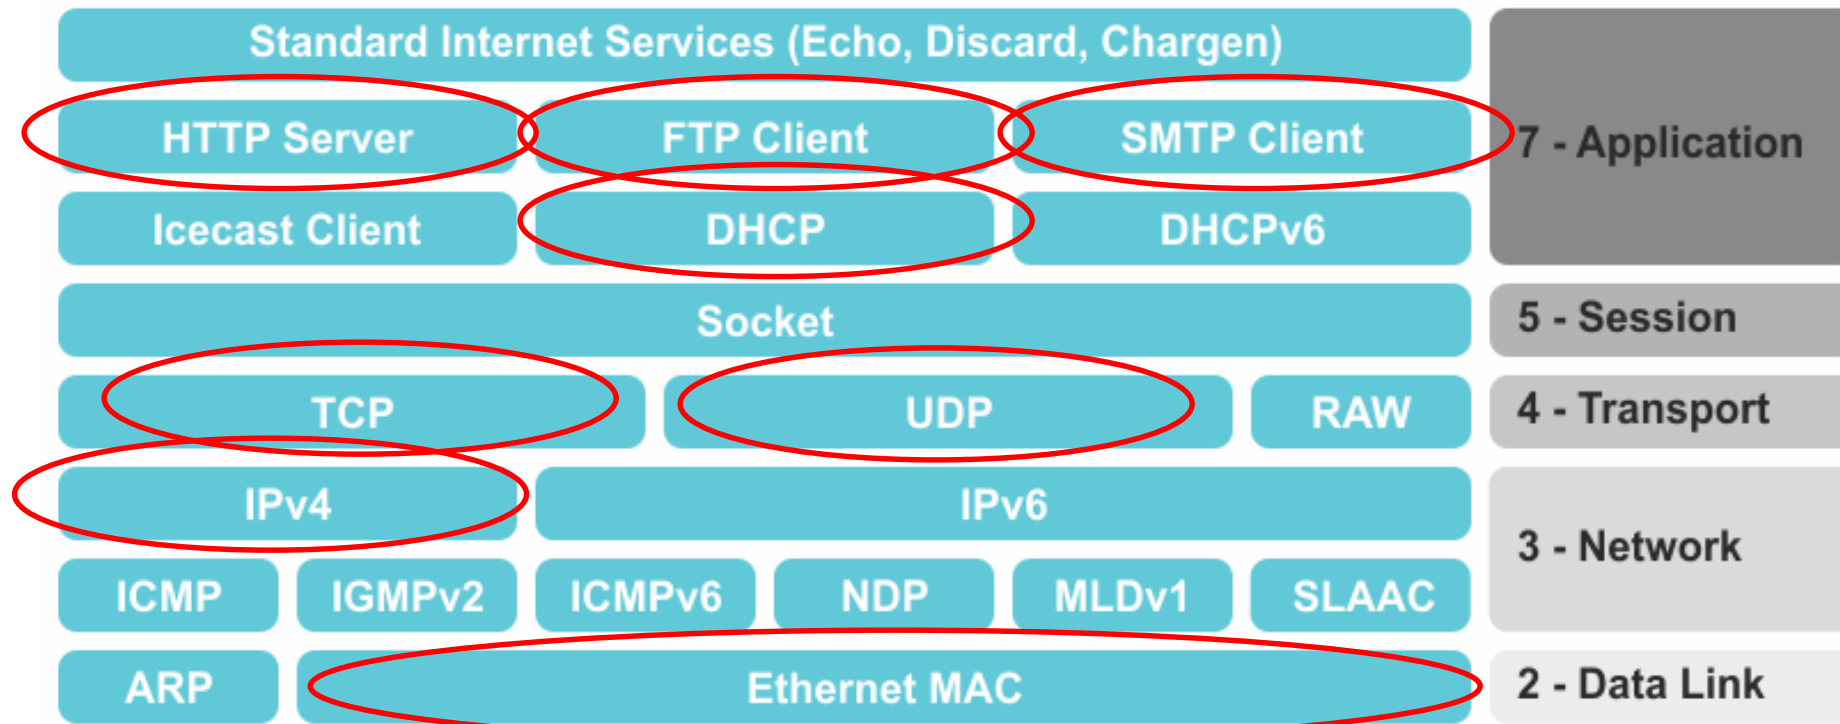 Standard Internet Services (Echo, Discard, Chargen)
HTTP Server FTP Client SMTP Client
7 - Application
Icecast Client DHCP DHCPv6
Socket
5 - Session
TCP UDP RAW
4 - Transport
IPv4 IPv6
3 - Network
ICMP IGMPv2 ICMPv6 NDP MLDv1 SLAAC
ARP Ethernet MAC
2 - Data Link